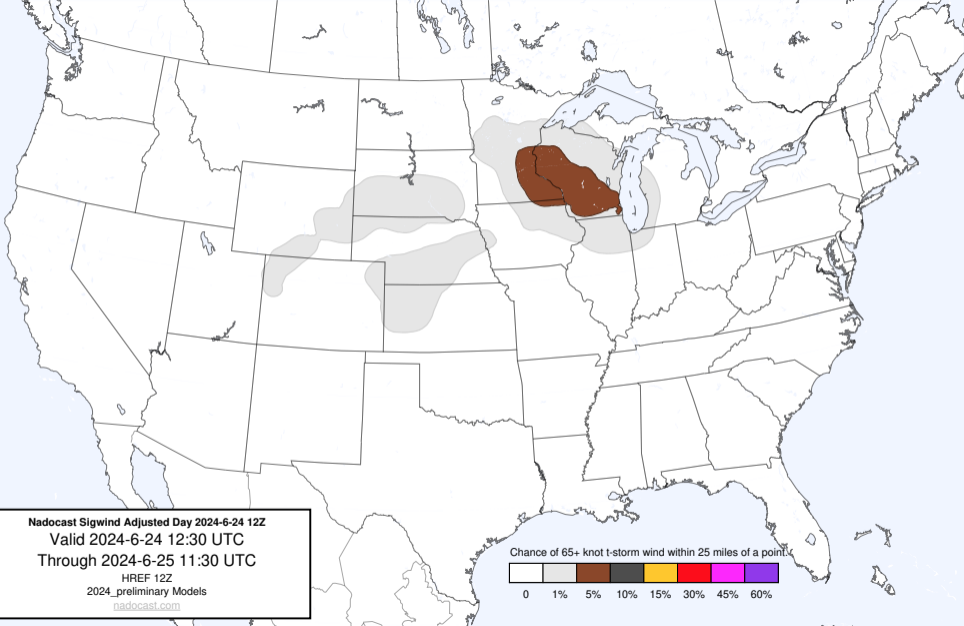 Nadocast Sigwind Adjusted Day 2024-6-24 12Z
Valid 2024-6-24 12:30 UTC
Through 2024-6-25 11:30 UTC
HREF 12Z
2024_preliminary Models
nadocast.com
Chance of 65+ knot t-storm wind within 25 miles of a point.
0 1% 5% 10% 15% 30% 45% 60%